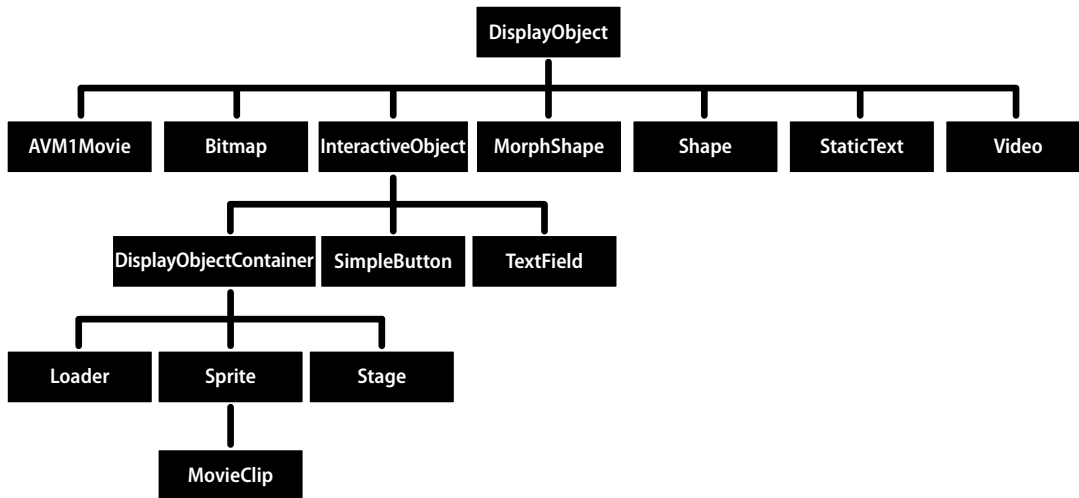 DisplayObject
AVM1Movie
Bitmap
InteractiveObject
MorphShape
Shape
StaticText
Video
DisplayObjectContainer
SimpleButton
TextField
Loader
Sprite
Stage
MovieClip